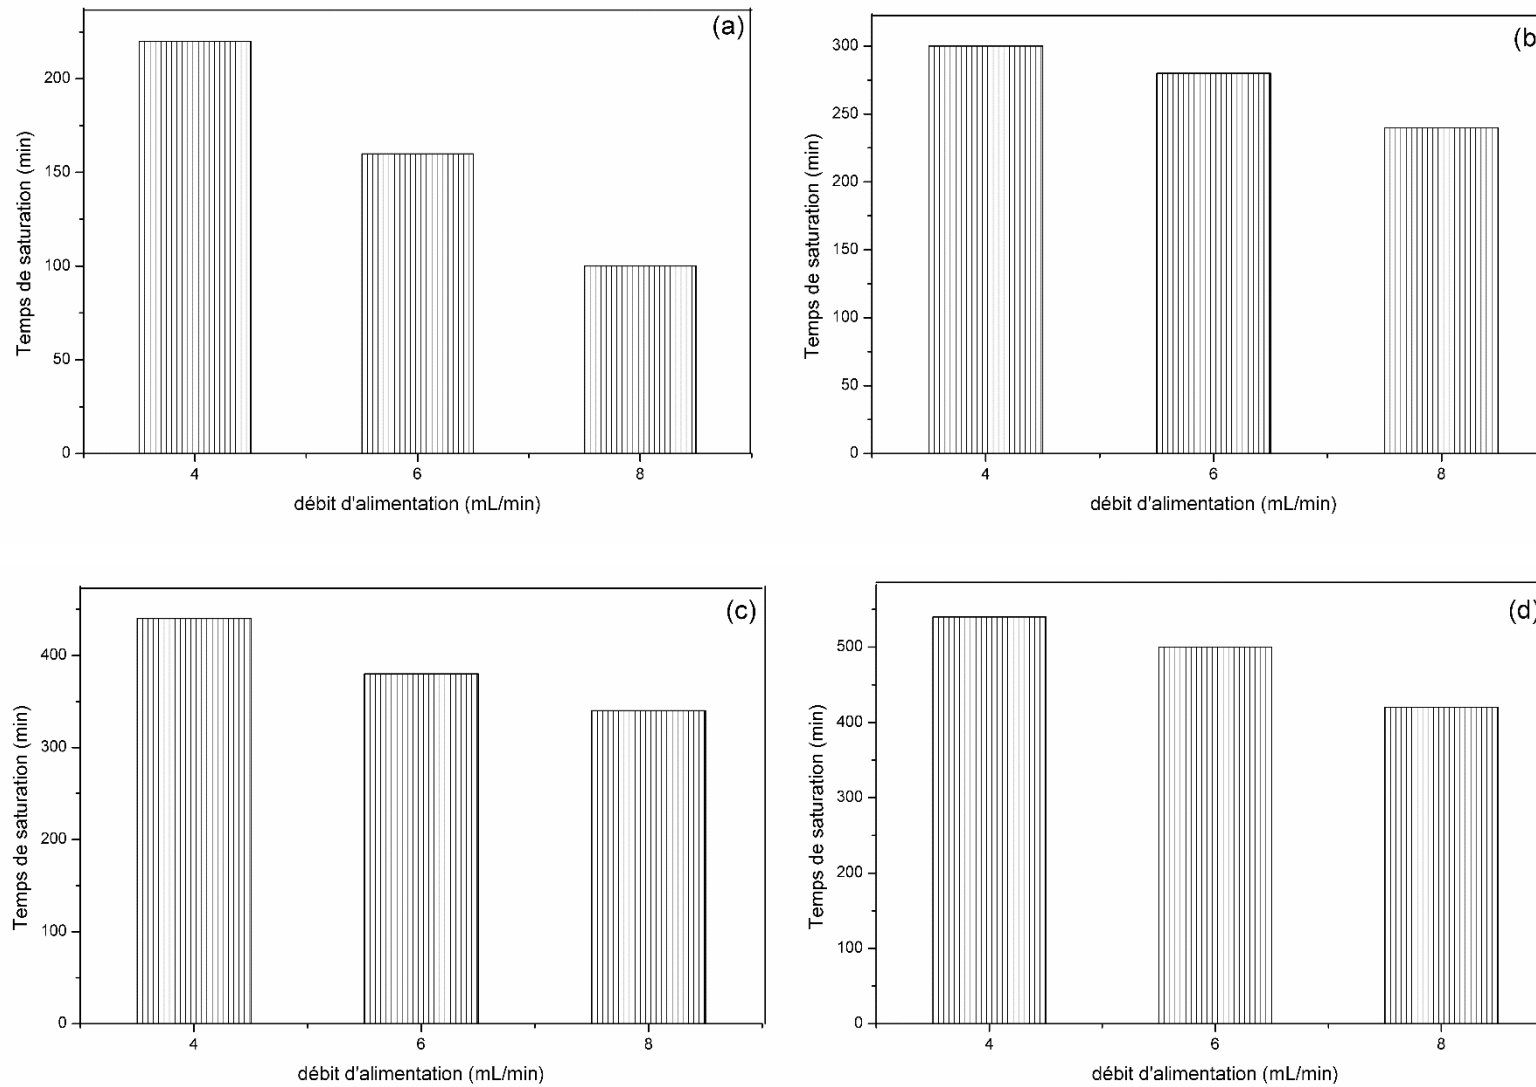 (a)
200
150
100
50
0
Temps de saturation (min)
4 6 8
débit d'alimentation (mL/min)
(b
300
250
200
150
100
50
0
Temps de saturation (min)
4 6 8
débit d'alimentation (mL/min)
(c)
400
300
200
100
0
Temps de saturation (min)
4 6 8
débit d'alimentation (mL/min)
(d)
500
400
300
200
100
0
Temps de saturation (min)
4 6 8
débit d'alimentation (mL/min)